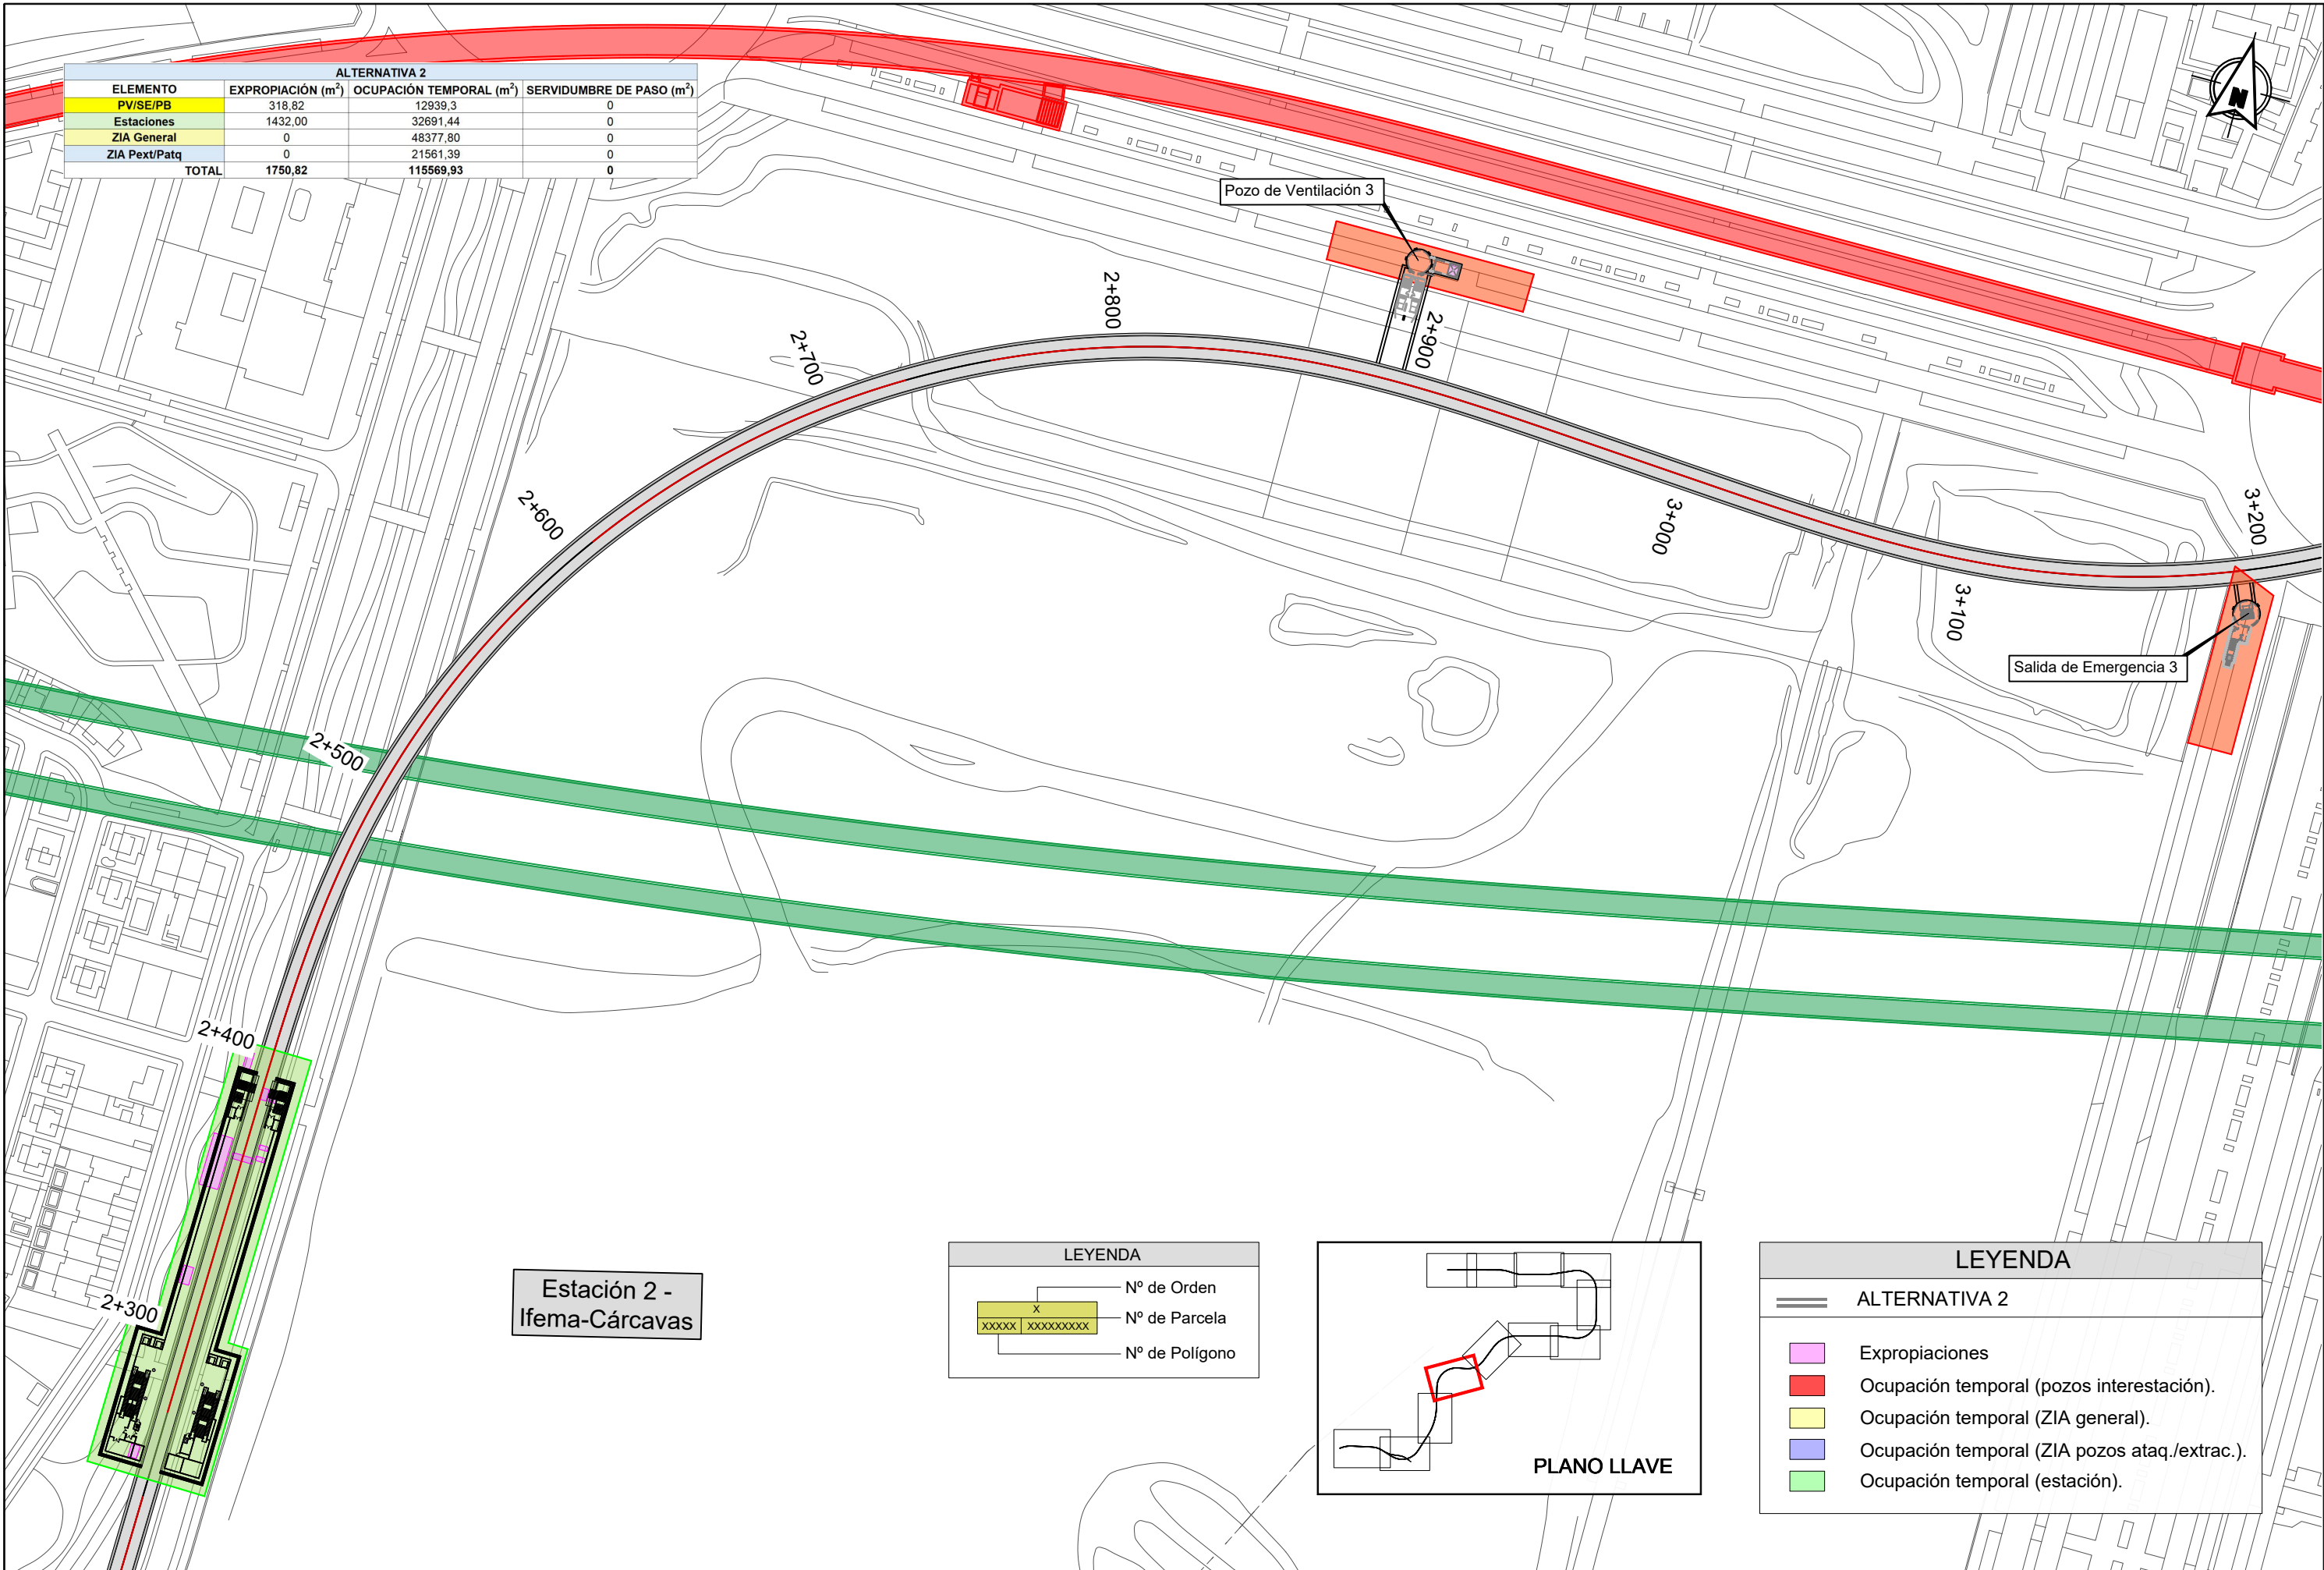 ALTERNATIVA 2
ELEMENTO EXPROPIACIÓN (m²) OCUPACIÓN TEMPORAL (m²) SERVIDUMBRE DE PASO (m²)
PV/SE/PB 318,82 12939,3 0
Estaciones 1432,00 32691,44 0
ZIA General 0 48377,80 0
ZIA Pext/Patq 0 21561,39 0
TOTAL 1750,82 115569,93 0
N
Pozo de Ventilación 3
2+800
2+900
2+700
2+600
3+000
3+200
3+100
Salida de Emergencia 3
2+500
2+400
2+300
Estación 2 -
Ifema-Cárcavas
LEYENDA
Nº de Orden
X
Nº de Parcela
XXXXX XXXXXXXXX
Nº de Polígono
PLANO LLAVE
LEYENDA
ALTERNATIVA 2
Expropiaciones
Ocupación temporal (pozos interestación).
Ocupación temporal (ZIA general).
Ocupación temporal (ZIA pozos ataq./extrac.).
Ocupación temporal (estación).